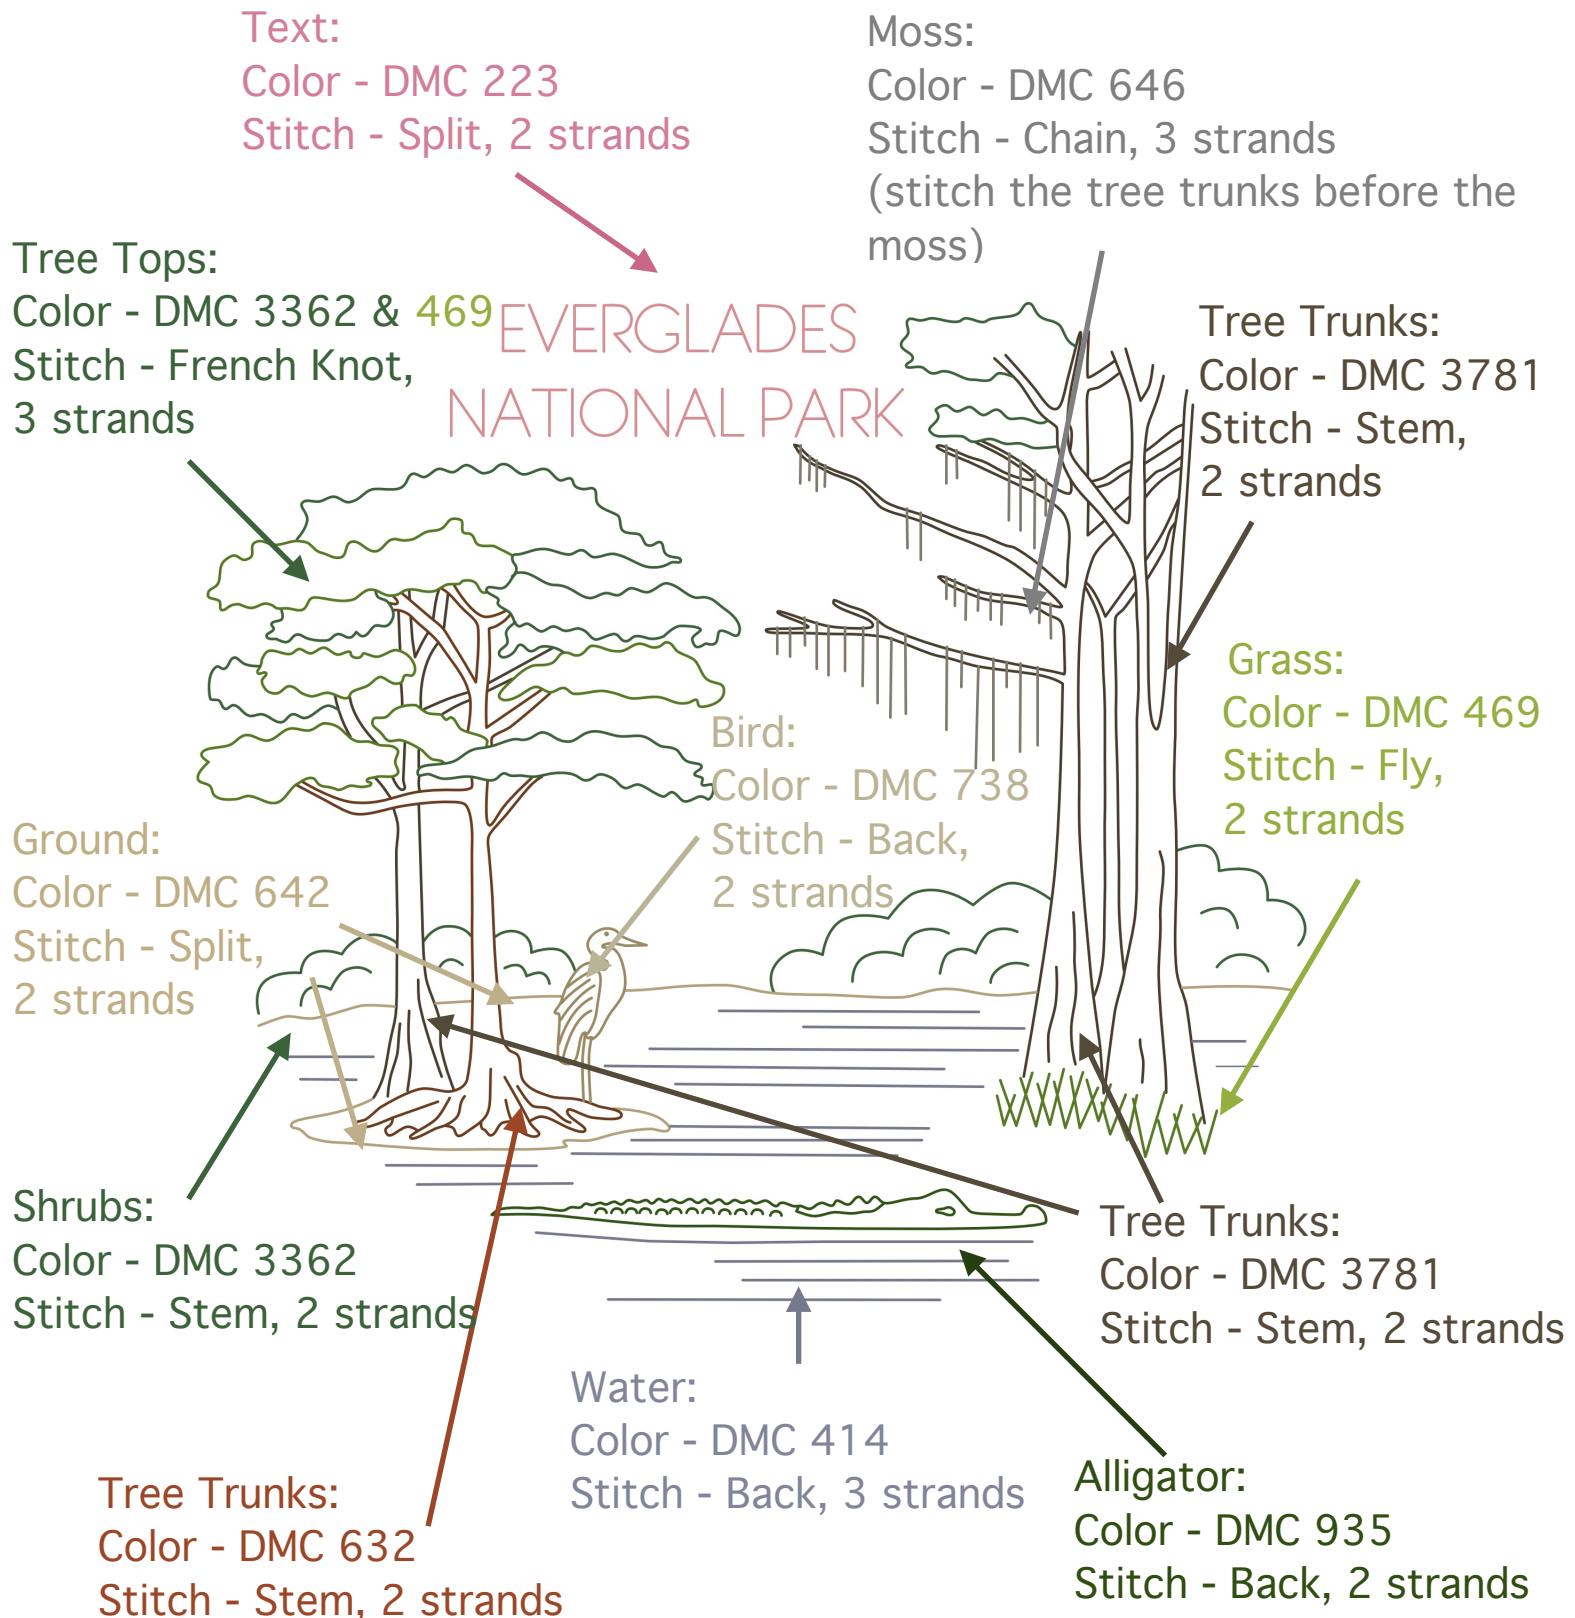 Text:
Color - DMC 223
Stitch - Split, 2 strands
Moss:
Color - DMC 646
Stitch - Chain, 3 strands
(stitch the tree trunks before the
moss)
Tree Tops:
Color - DMC 3362 & 469
Stitch - French Knot,
3 strands
EVERGLADES
NATIONAL PARK
Tree Trunks:
Color - DMC 3781
Stitch - Stem,
2 strands
Grass:
Color - DMC 469
Stitch - Fly,
2 strands
Bird:
Color - DMC 738
Stitch - Back,
2 strands
Ground:
Color - DMC 642
Stitch - Split,
2 strands
Shrubs:
Color - DMC 3362
Stitch - Stem, 2 strands
Tree Trunks:
Color - DMC 3781
Stitch - Stem, 2 strands
Water:
Color - DMC 414
Stitch - Back, 3 strands
Tree Trunks:
Color - DMC 632
Stitch - Stem, 2 strands
Alligator:
Color - DMC 935
Stitch - Back, 2 strands